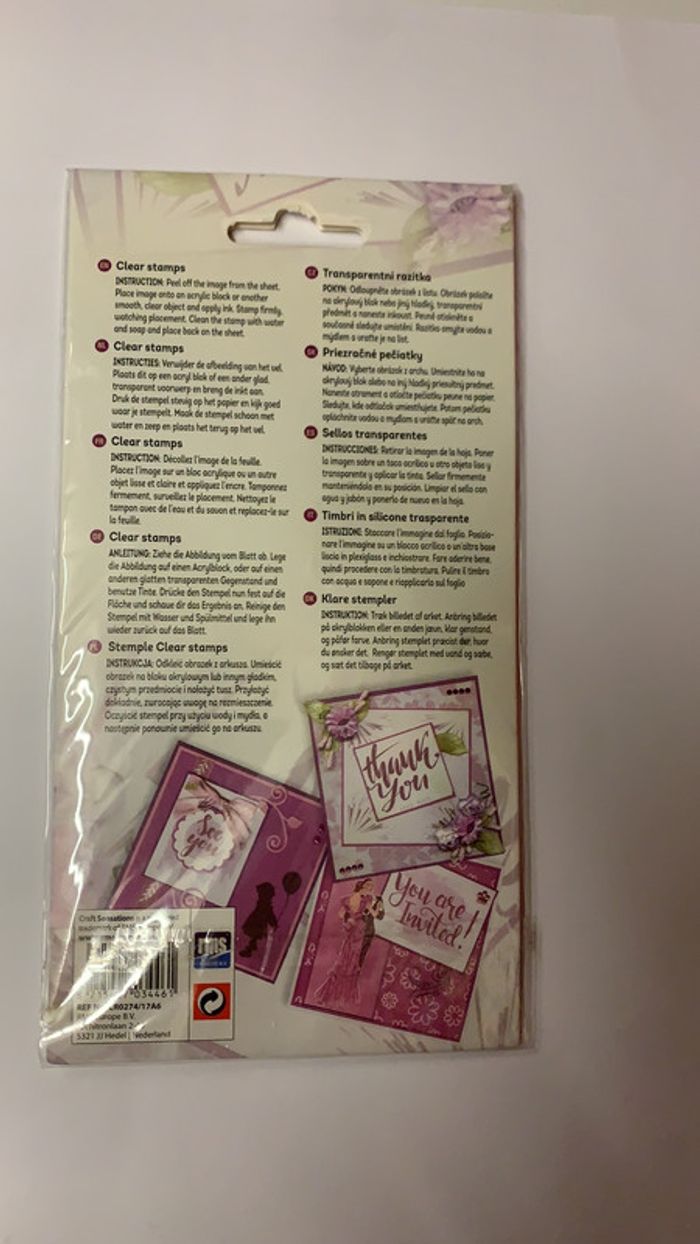 EN Clear stamps
INSTRUCTION: Peel off the image from the sheet.
Place image onto an acrylic block or another
smooth, clear object and apply ink. Stamp firmly,
watching placement. Clean the stamp with water
and soap and place back on the sheet.
NL Clear stamps
INSTRUCTIES: Verwijder de afbeelding van het vel.
Plaats dit op een acryl blok of een ander glad,
transparant voorwerp en breng de inkt aan.
Druk de stempel stevig op het papier en kijk goed
waar je stempelt. Maak de stempel schoon met
water en zeep en plaats het terug op het vel.
FR Clear stamps
INSTRUCTION: Décollez l'image de la feuille.
Placez l'image sur un bloc acrylique ou un autre
objet lisse et claire et appliquez l'encre. Tamponnez
fermement, surveillez le placement. Nettoyez le
tampon avec de l'eau et du savon et replacez-le sur
la feuille.
DE Clear stamps
ANLEITUNG: Ziehe die Abbildung vom Blatt ab. Lege
die Abbildung auf einen Acrylblock, oder auf einen
anderen glatten transparenten Gegenstand und
benutze Tinte. Drücke den Stempel nun fest auf die
Fläche und schaue dir das Ergebnis an. Reinige den
Stempel mit Wasser und Spülmittel und lege ihn
wieder zurück auf das Blatt.
PL Stemple Clear stamps
INSTRUKCJA: Odkleić obrazek z arkusza. Umieścić
obrazek na bloku akrylowym lub innym gładkim,
czystym przedmiocie i nałożyć tusz. Przyłożyć
dokładnie, zwracając uwagę na rozmieszczenie.
Oczyścić stempel przy użyciu wody i mydła, a
następnie ponownie umieścić go na arkuszu.
CZ Transparentní razítka
POKYN: Odloupněte obrázek z listu. Obrázek položte
na akrylový blok nebo jiný hladký, transparentní
předmět a naneste inkoust. Pevně otiskněte a
současně sledujte umístění. Razítko omyjte vodou a
mýdlem a vraťte je na list.
SK Priezračné pečiatky
NÁVOD: Vyberte obrázok z archu. Umiestnite ho na
akrylový blok alebo na iný hladký priesvitný predmet.
Naneste atrament a otlačte pečiatku pevne na papier.
Sledujte, kde odtlačok umiestňujete. Potom pečiatku
opláchnite vodou a mydlom a vráťte späť na arch.
ES Sellos transparentes
INSTRUCCIONES: Retirar la imagen de la hoja. Poner
la imagen sobre un taco acrílico u otro objeto liso y
transparente y aplicar la tinta. Sellar firmemente
manteniéndola en su posición. Limpiar el sello con
agua y jabón y ponerlo de nuevo en la hoja.
IT Timbri in silicone trasparente
ISTRUZIONI: Staccare l'immagine dal foglio. Posizio-
nare l'immagine su un blocco acrilico o un'altra base
liscia in plexiglass e inchiostrare. Fare aderire bene,
quindi procedere con la timbratura. Pulire il timbro
con acqua e sapone e riapplicarlo sul foglio
DK Klare stempler
INSTRUKTION: Træk billedet af arket. Anbring billedet
på akrylblokken eller en anden jævn, klar genstand,
og påfør farve. Anbring stemplet præcist der, hvor
du ønsker det. Rengør stemplet med vand og sæbe,
og sæt det tilbage på arket.
thank
you
See
you
You are
Invited!
Craft Sensations
trademark of
034461
REF 0274/17A6
Europe B.V.
5321 JJ Hedel | Nederland